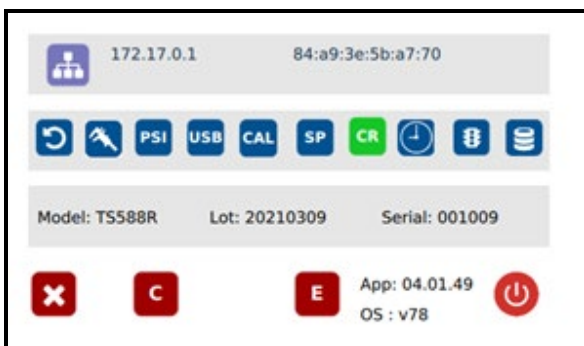 172.17.0.1 84:a9:3e:5b:a7:70
PSI USB CAL SP CR
Model: TS588R Lot: 20210309 Serial: 001009
C E App: 04.01.49
OS : v78